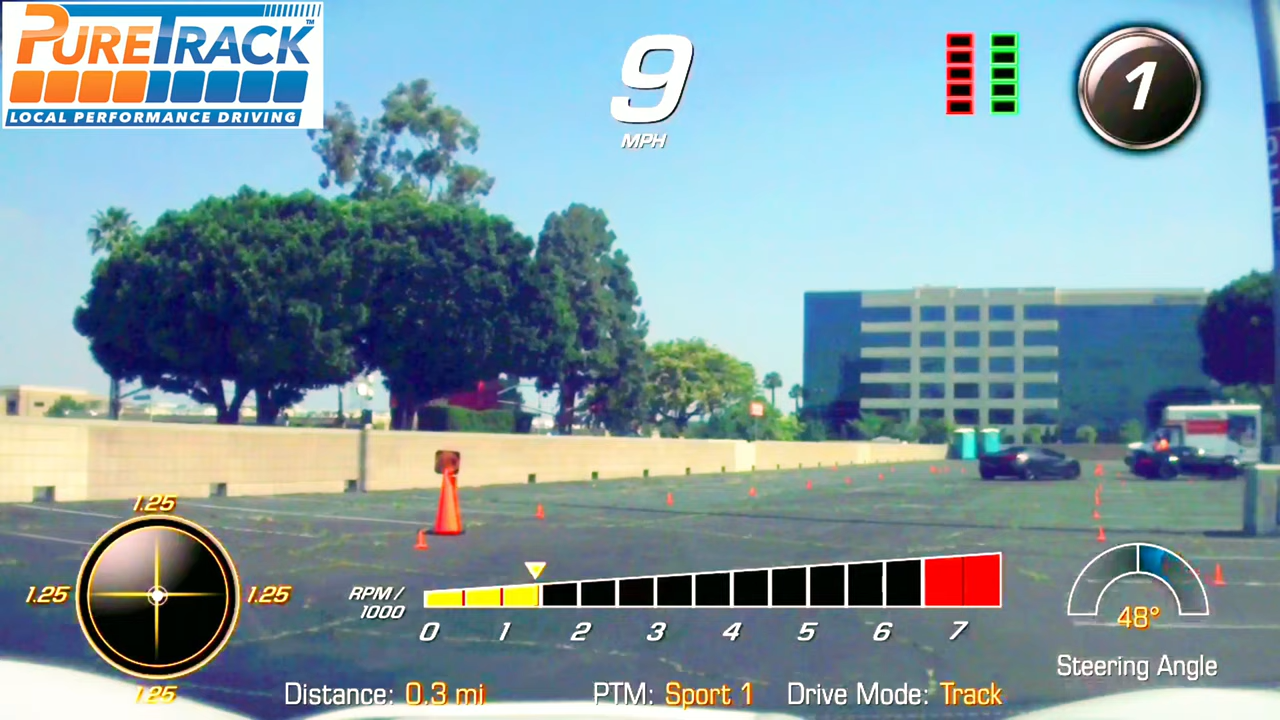 PURETRACK™
LOCAL PERFORMANCE DRIVING
9
MPH
1
1.25
1.25 1.25
1.25
RPM /
1000
0 1 2 3 4 5 6 7
48°
Steering Angle
Distance: 0.3 mi PTM: Sport 1 Drive Mode: Track